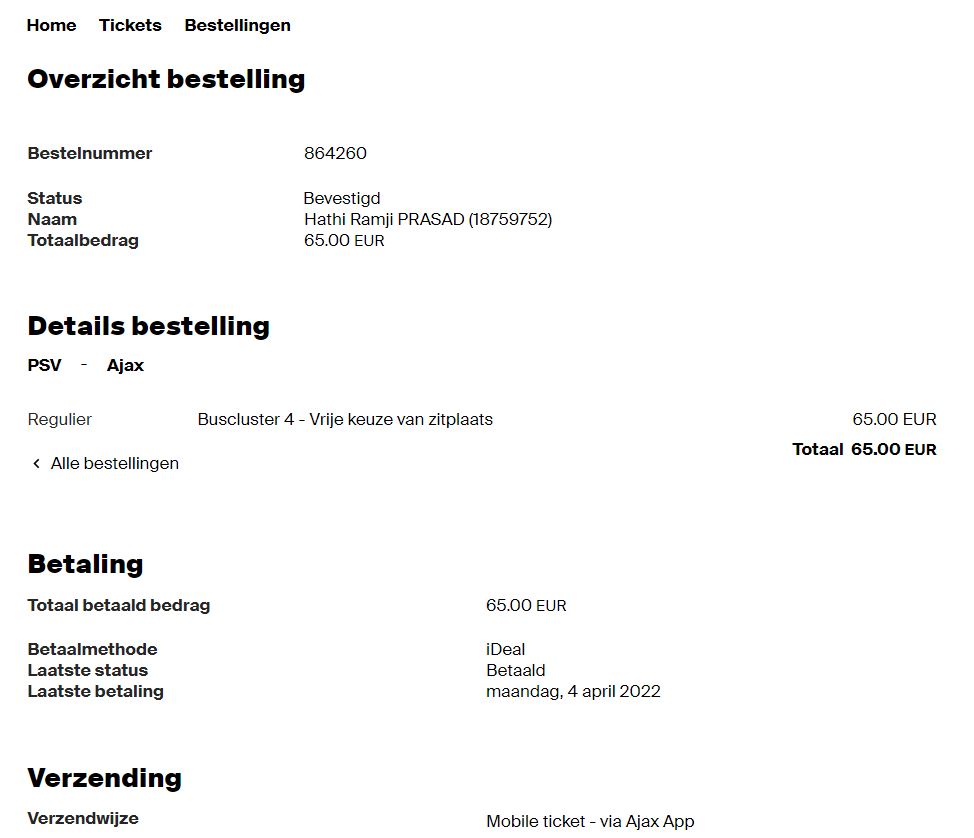 Home Tickets Bestellingen
Overzicht bestelling
Bestelnummer 864260
Status Bevestigd
Naam Hathi Ramji PRASAD (18759752)
Totaalbedrag 65.00 EUR
Details bestelling
PSV - Ajax
Regulier Buscluster 4 - Vrije keuze van zitplaats 65.00 EUR
Totaal 65.00 EUR
< Alle bestellingen
Betaling
Totaal betaald bedrag 65.00 EUR
Betaalmethode iDeal
Laatste status Betaald
Laatste betaling maandag, 4 april 2022
Verzending
Verzendwijze Mobile ticket - via Ajax App